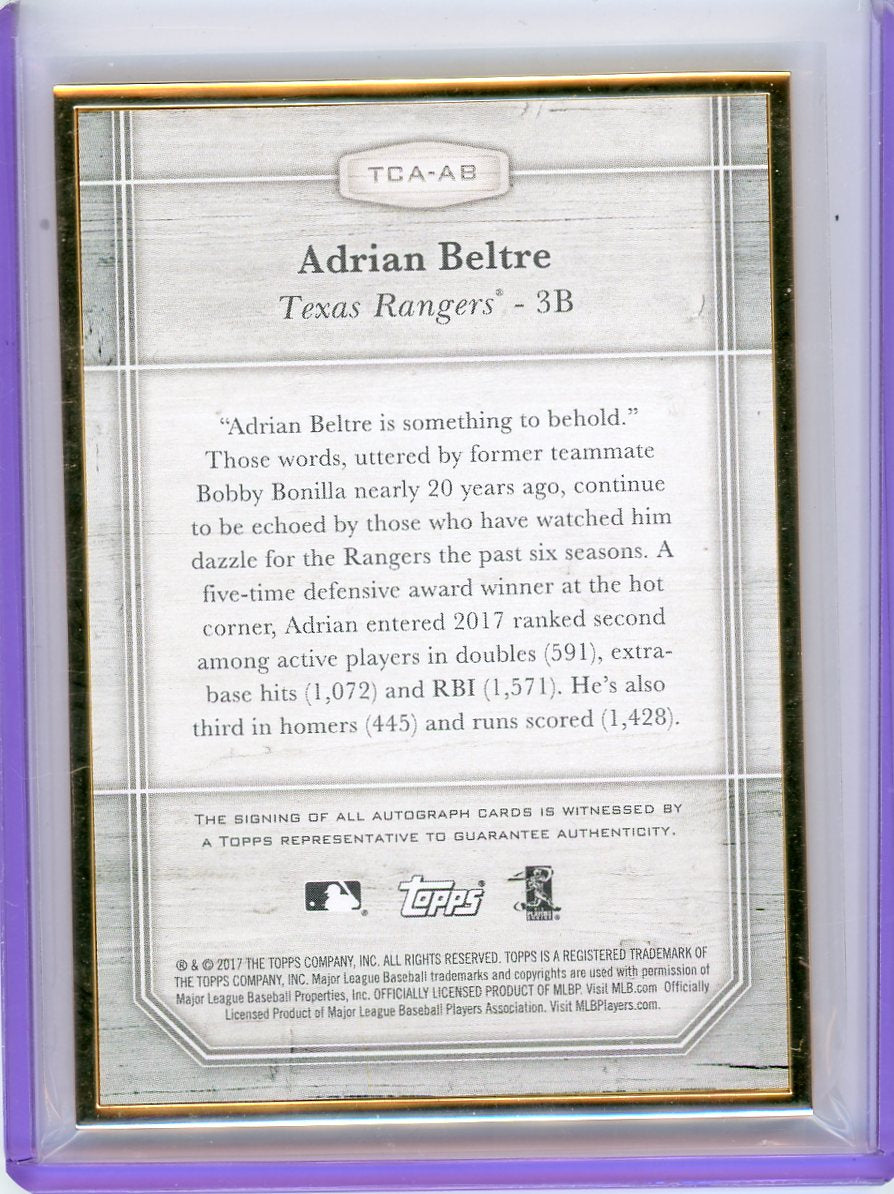 TCA-AB
Adrian Beltre
Texas Rangers® - 3B
“Adrian Beltre is something to behold.”
Those words, uttered by former teammate
Bobby Bonilla nearly 20 years ago, continue
to be echoed by those who have watched him
dazzle for the Rangers the past six seasons. A
five-time defensive award winner at the hot
corner, Adrian entered 2017 ranked second
among active players in doubles (591), extra-
base hits (1,072) and RBI (1,571). He’s also
third in homers (445) and runs scored (1,428).
THE SIGNING OF ALL AUTOGRAPH CARDS IS WITNESSED BY
A TOPPS REPRESENTATIVE TO GUARANTEE AUTHENTICITY.
® topps® PLAYERS CHOICE®
® & © 2017 THE TOPPS COMPANY, INC. ALL RIGHTS RESERVED. TOPPS IS A REGISTERED TRADEMARK OF
THE TOPPS COMPANY, INC. Major League Baseball trademarks and copyrights are used with permission of
Major League Baseball Properties, Inc. OFFICIALLY LICENSED PRODUCT OF MLBP. Visit MLB.com Officially
Licensed Product of Major League Baseball Players Association. Visit MLBPlayers.com.